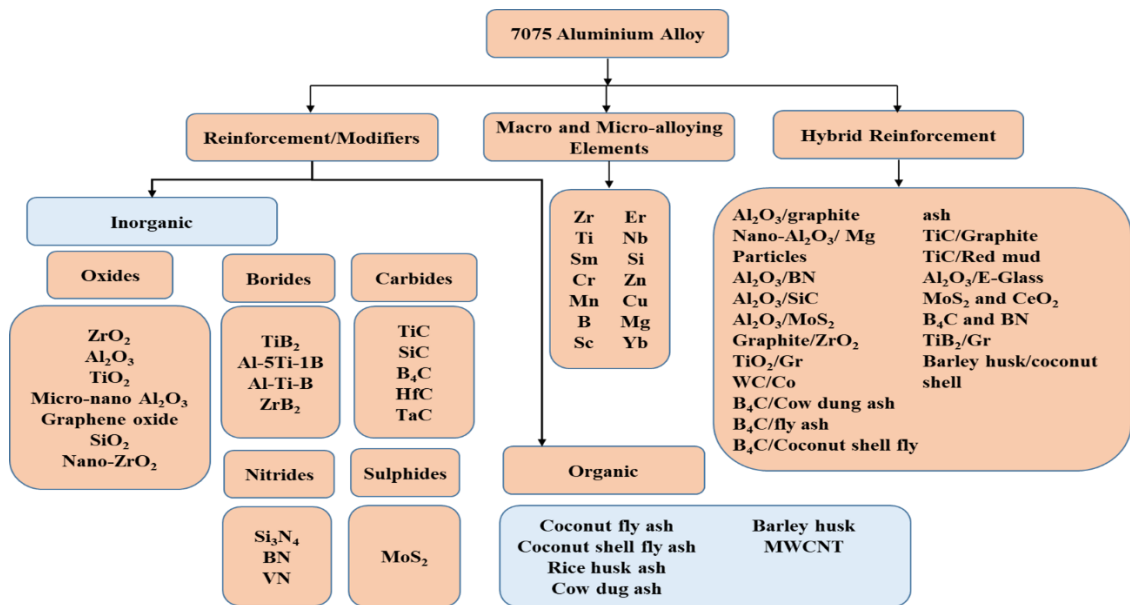 7075 Aluminium Alloy
Reinforcement/Modifiers
Macro and Micro-alloying
Elements
Hybrid Reinforcement
Inorganic
Oxides
ZrO₂
Al₂O₃
TiO₂
Micro-nano Al₂O₃
Graphene oxide
SiO₂
Nano-ZrO₂
Borides
TiB₂
Al-5Ti-1B
Al-Ti-B
ZrB₂
Carbides
TiC
SiC
B₄C
HfC
TaC
Nitrides
Si₃N₄
BN
VN
Sulphides
MoS₂
Organic
Coconut fly ash
Coconut shell fly ash
Rice husk ash
Cow dug ash
Barley husk
MWCNT
Zr
Ti
Sm
Cr
Mn
B
Sc
Er
Nb
Si
Zn
Cu
Mg
Yb
Al₂O₃/graphite
Nano-Al₂O₃/ Mg
Particles
Al₂O₃/BN
Al₂O₃/SiC
Al₂O₃/MoS₂
Graphite/ZrO₂
TiO₂/Gr
WC/Co
B₄C/Cow dung ash
B₄C/fly ash
B₄C/Coconut shell fly
ash
TiC/Graphite
TiC/Red mud
Al₂O₃/E-Glass
MoS₂ and CeO₂
B₄C and BN
TiB₂/Gr
Barley husk/coconut
shell